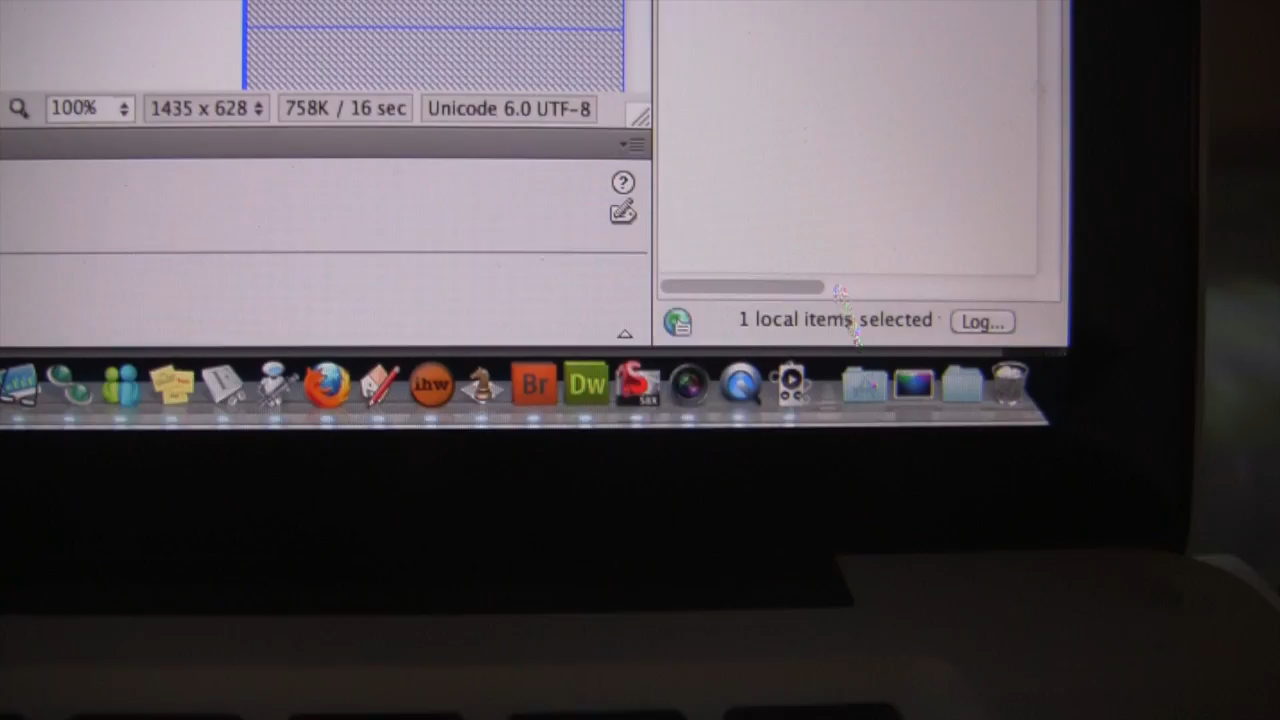 100%
1435 x 628
758K / 16 sec
Unicode 6.0 UTF-8
?
1 local items selected
Log...
ihw
Br
Dw
S